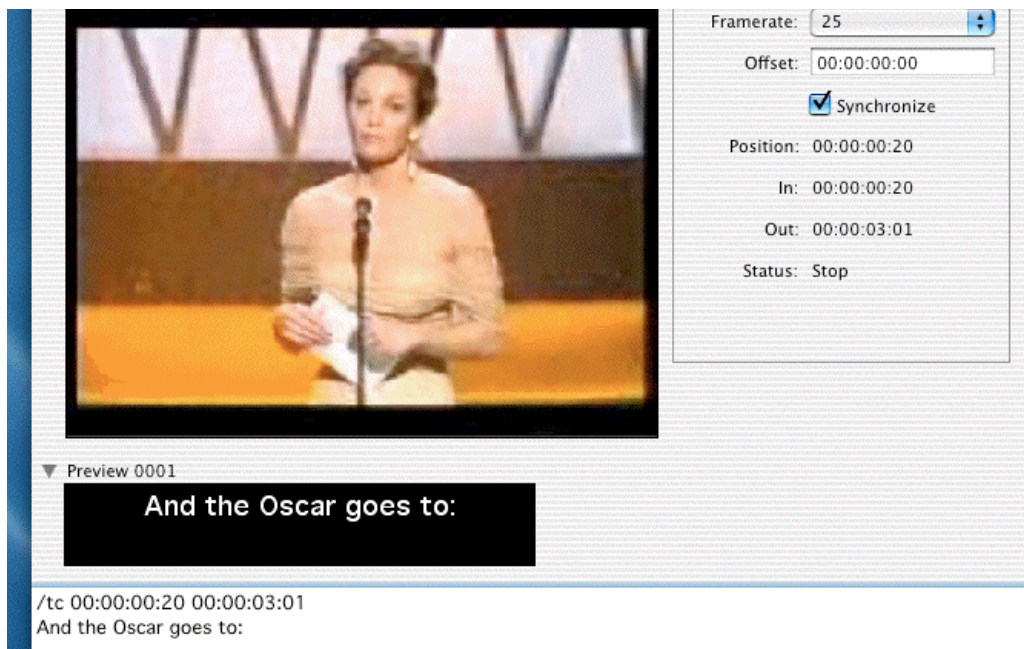 Framerate: 25
Offset: 00:00:00:00
Synchronize
Position: 00:00:00:20
In: 00:00:00:20
Out: 00:00:03:01
Status: Stop
Preview 0001
And the Oscar goes to:
/tc 00:00:00:20 00:00:03:01
And the Oscar goes to: